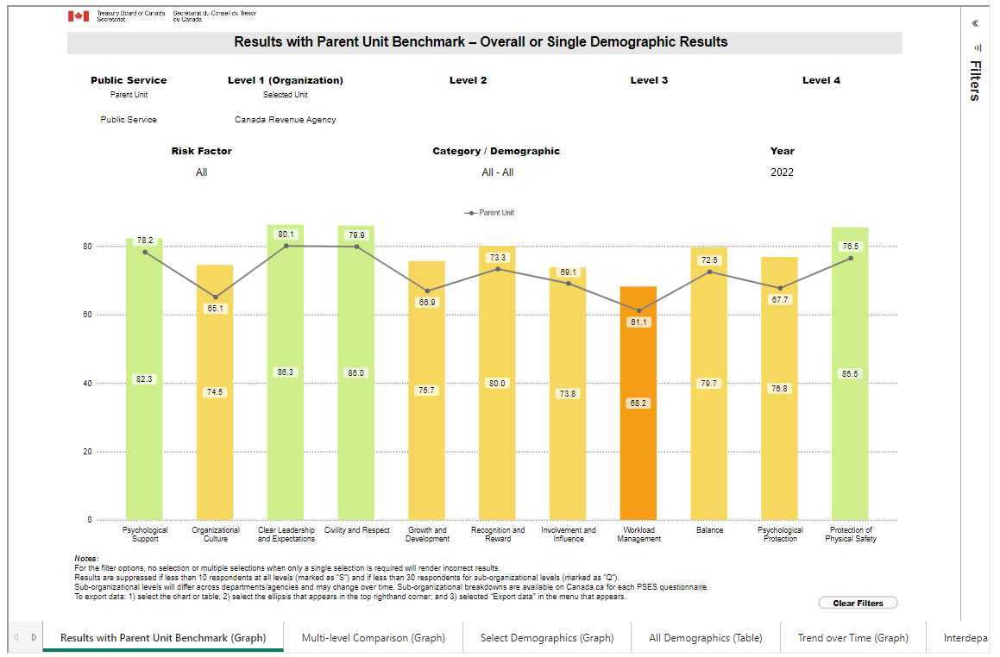 Treasury Board of Canada Secrétariat du Conseil du Trésor
Secretariat du Canada
Results with Parent Unit Benchmark – Overall or Single Demographic Results
Filters
Public Service Level 1 (Organization) Level 2 Level 3 Level 4
Parent Unit Selected Unit
Public Service Canada Revenue Agency
Risk Factor Category / Demographic Year
All All - All 2022
Parent Unit
80
60
40
20
0
78.2 65.1 80.1 79.9 66.9 73.3 69.1 61.1 72.5 67.7 76.5
82.3 74.5 86.3 86.0 75.7 80.0 73.8 68.2 79.7 76.8 85.5
Psychological Organizational Clear Leadership Civility and Respect Growth and Recognition and Involvement and Workload Balance Psychological Protection of
Support Culture and Expectations Development Reward Influence Management Protection Physical Safety
Notes:
For the filter options, no selection or multiple selections when only a single selection is required will render incorrect results.
Results are suppressed if less than 10 respondents at all levels (marked as “S”) and if less than 30 respondents for sub-organizational levels (marked as “Q”).
Sub-organizational levels will differ across departments/agencies and may change over time. Sub-organizational breakdowns are available on Canada.ca for each PSES questionnaire.
To export data: 1) select the chart or table; 2) select the ellipsis that appears in the top righthand corner; and 3) selected “Export data” in the menu that appears.
Clear Filters
Results with Parent Unit Benchmark (Graph) Multi-level Comparison (Graph) Select Demographics (Graph) All Demographics (Table) Trend over Time (Graph) Interdepa